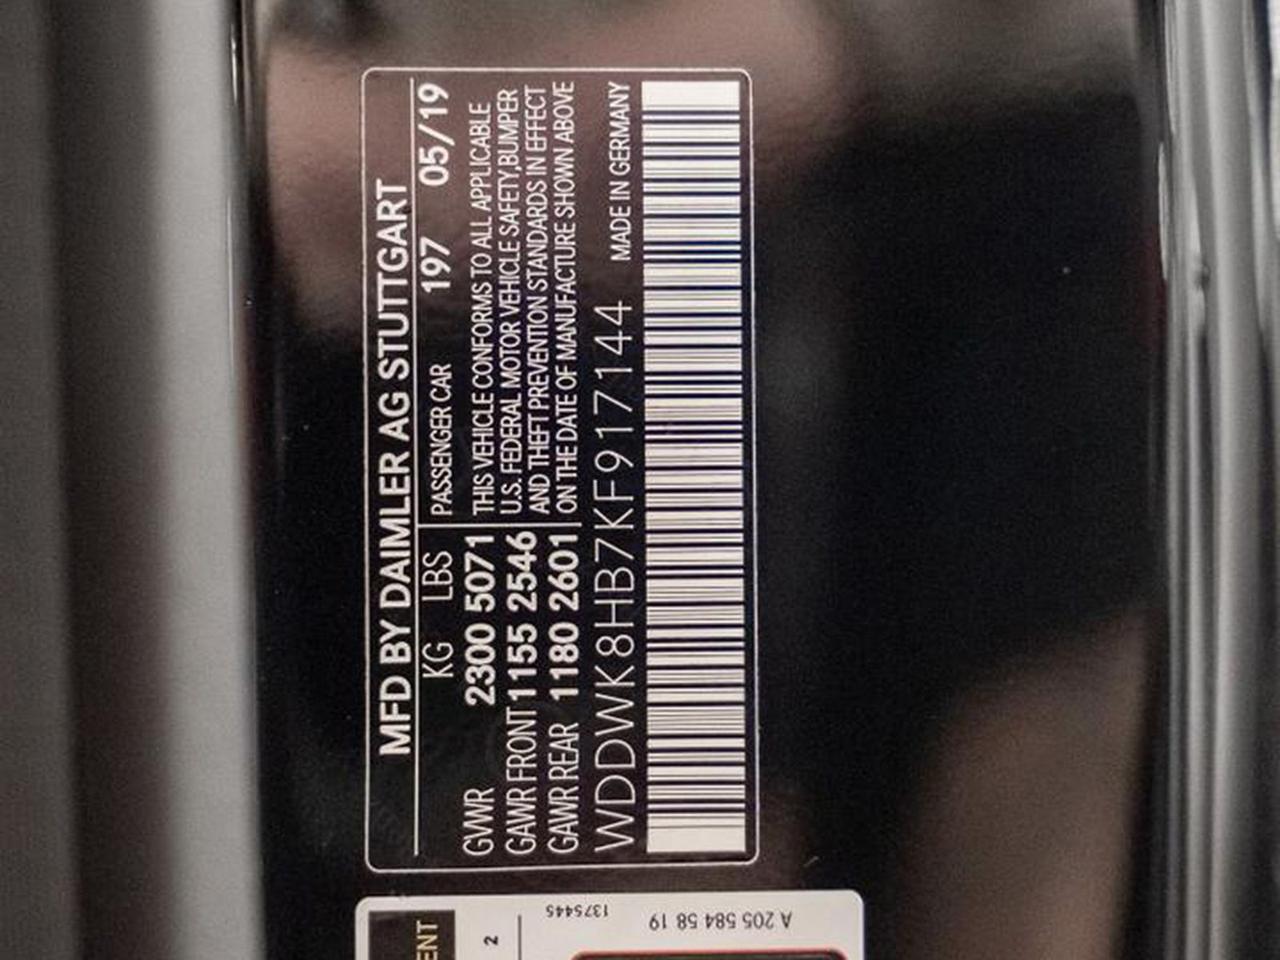 MFD BY DAIMLER AG STUTTGART
KG LBS PASSENGER CAR 197 05/19
GVWR 2300 5071 THIS VEHICLE CONFORMS TO ALL APPLICABLE
GAWR FRONT 1155 2546 U.S. FEDERAL MOTOR VEHICLE SAFETY,BUMPER
GAWR REAR 1180 2601 AND THEFT PREVENTION STANDARDS IN EFFECT
ON THE DATE OF MANUFACTURE SHOWN ABOVE
WDDWK8HB7KF917144 MADE IN GERMANY
ENT
2
1375445
A 205 584 58 19